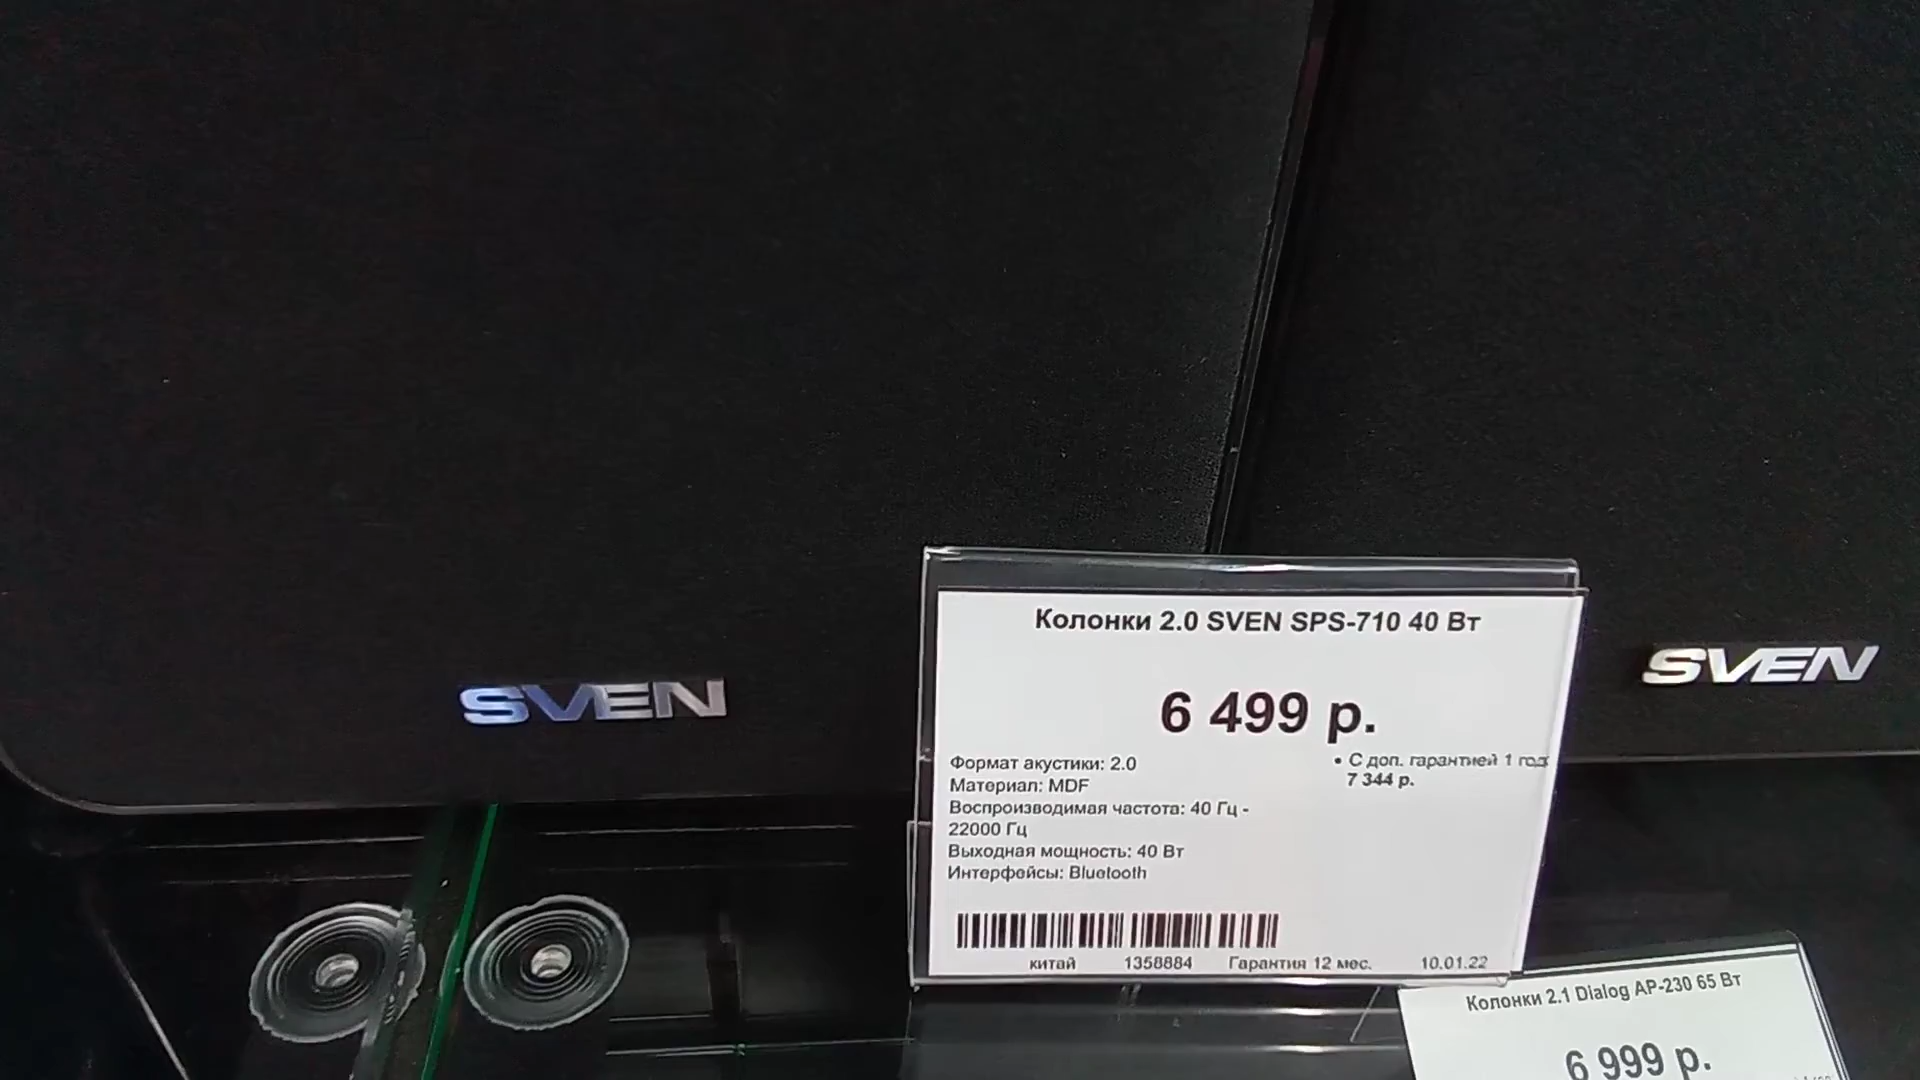 SVEN
SVEN
Колонки 2.0 SVEN SPS-710 40 Вт
6 499 р.
Формат акустики: 2.0
Материал: MDF
Воспроизводимая частота: 40 Гц -
22000 Гц
Выходная мощность: 40 Вт
Интерфейсы: Bluetooth
• С доп. гарантией 1 год
7 344 р.
китай 1358884 Гарантия 12 мес. 10.01.22
Колонки 2.1 Dialog AP-230 65 Вт
6 999 р.